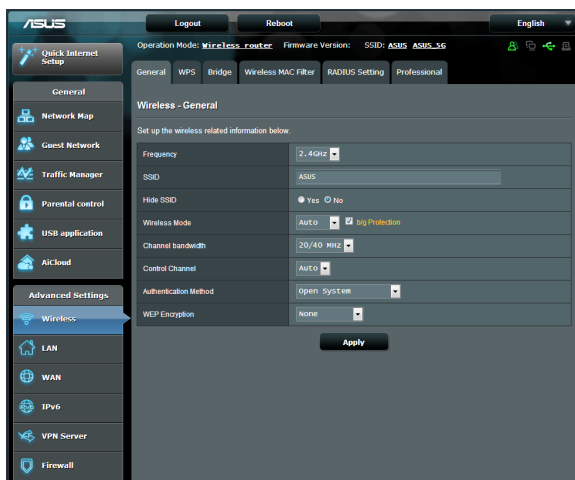 ASUS
Logout
Reboot
English
Quick Internet
Setup
Operation Mode: Wireless router Firmware Version: SSID: ASUS ASUS_5G
General
WPS
Bridge
Wireless MAC Filter
RADIUS Setting
Professional
General
Network Map
Guest Network
Traffic Manager
Parental control
USB application
AiCloud
Advanced Settings
Wireless
LAN
WAN
IPv6
VPN Server
Firewall
Wireless - General
Set up the wireless related information below.
Frequency 2.4GHz
SSID ASUS
Hide SSID Yes No
Wireless Mode Auto b/g Protection
Channel bandwidth 20/40 MHz
Control Channel Auto
Authentication Method Open System
WEP Encryption None
Apply